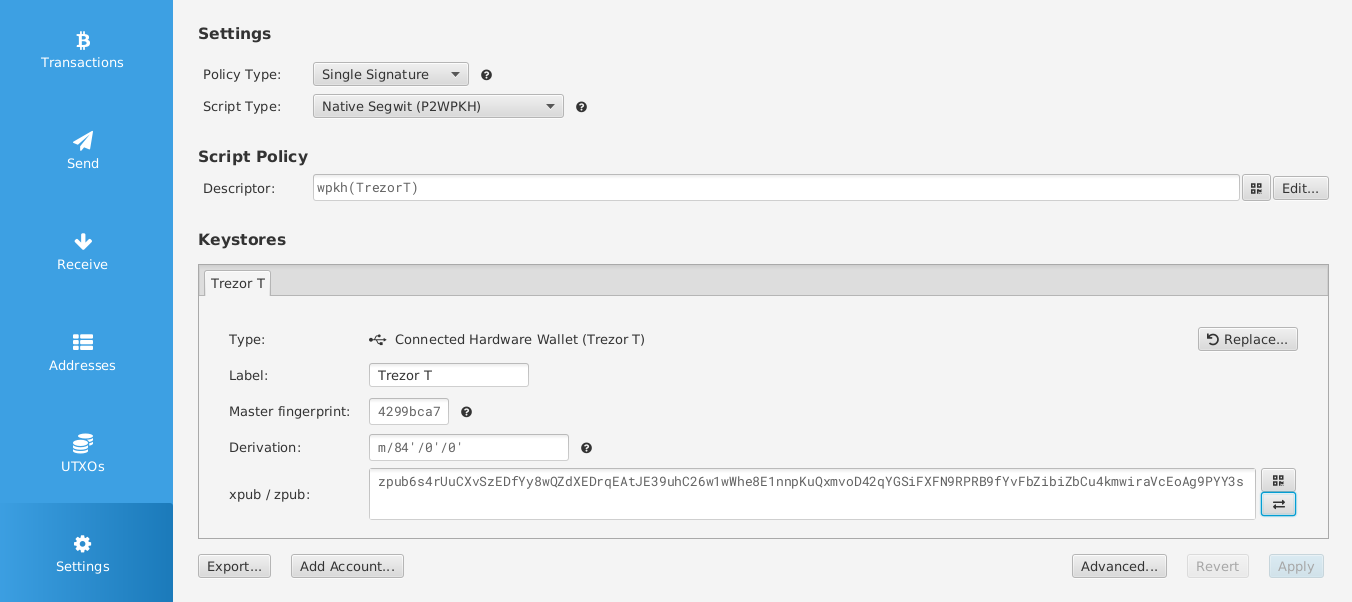 Transactions
Send
Receive
Addresses
UTXOs
Settings
Settings
Policy Type: Single Signature
Script Type: Native Segwit (P2WPKH)
Script Policy
Descriptor: wpkh(TrezorT) Edit...
Keystores
Trezor T
Type: Connected Hardware Wallet (Trezor T) Replace...
Label: Trezor T
Master fingerprint: 4299bca7
Derivation: m/84'/0'/0'
xpub / zpub: zpub6s4rUuCXvSzEDfYy8wQZdXEDrqEAtJE39uhC26w1wWhe8E1nnpKuQxmvoD42qYGSiFXFN9RPRB9fYvFbZibiZbCu4kmwiraVcEoAg9PYY3s
Export... Add Account... Advanced... Revert Apply